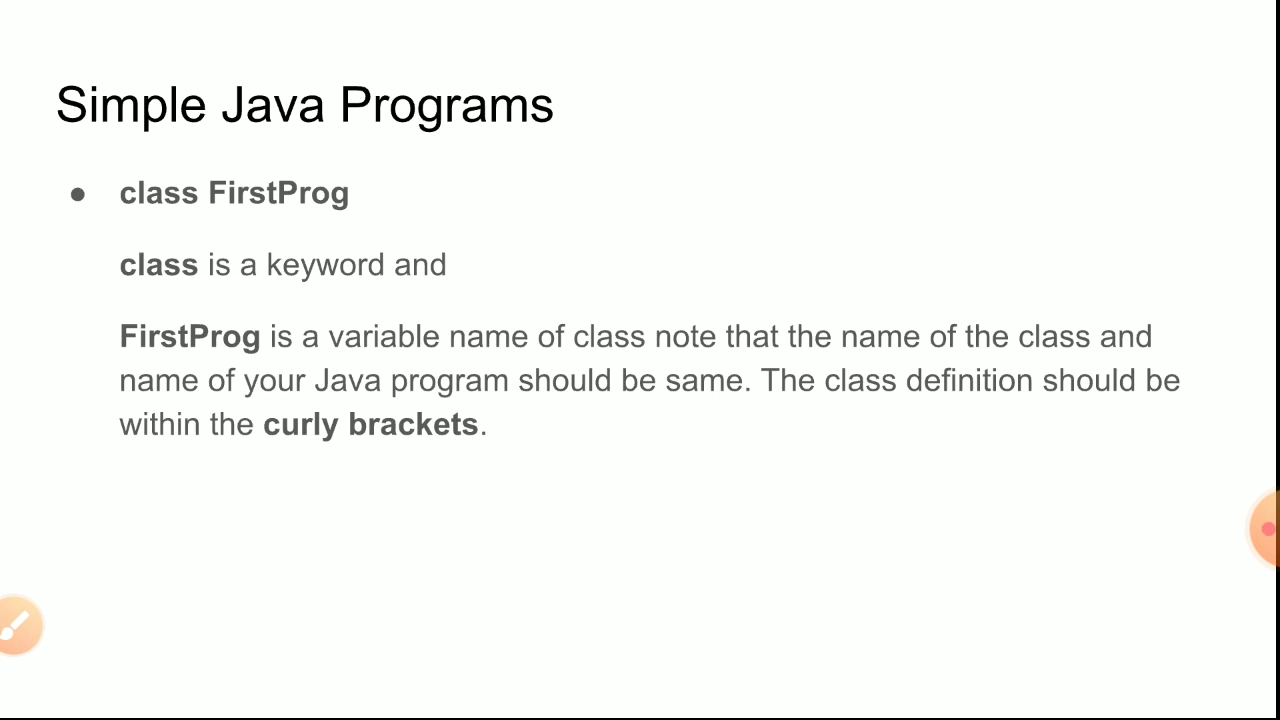 Simple Java Programs
● class FirstProg
class is a keyword and
FirstProg is a variable name of class note that the name of the class and
name of your Java program should be same. The class definition should be
within the curly brackets.